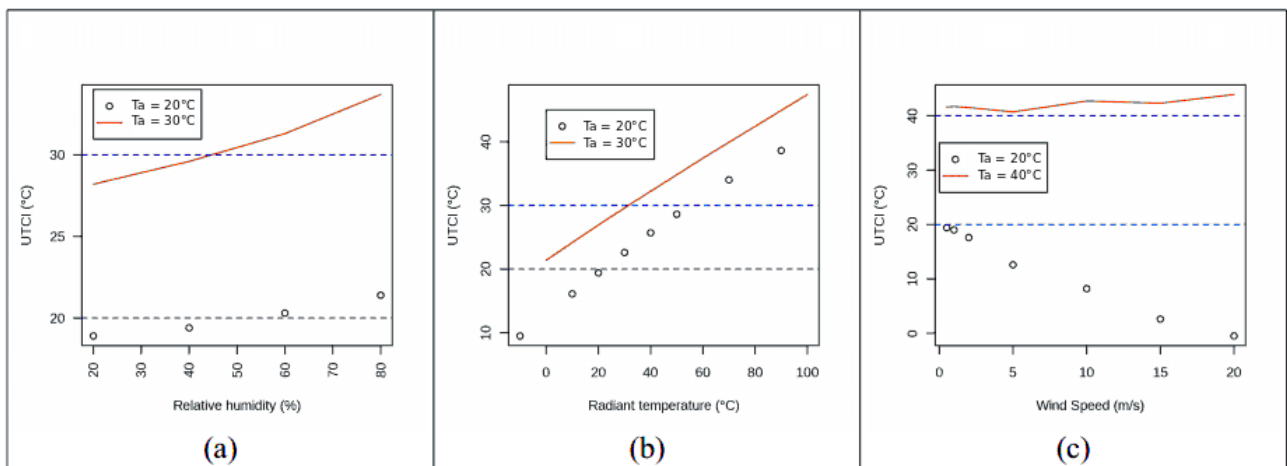 Ta = 20°C
Ta = 30°C
UTCI (°C)
30
25
20
20
30
40
50
60
70
80
Relative humidity (%)
(a)
Ta = 20°C
Ta = 30°C
UTCI (°C)
40
30
20
10
0
20
40
60
80
100
Radiant temperature (°C)
(b)
Ta = 20°C
Ta = 40°C
UTCI (°C)
40
30
20
10
0
0
5
10
15
20
Wind Speed (m/s)
(c)